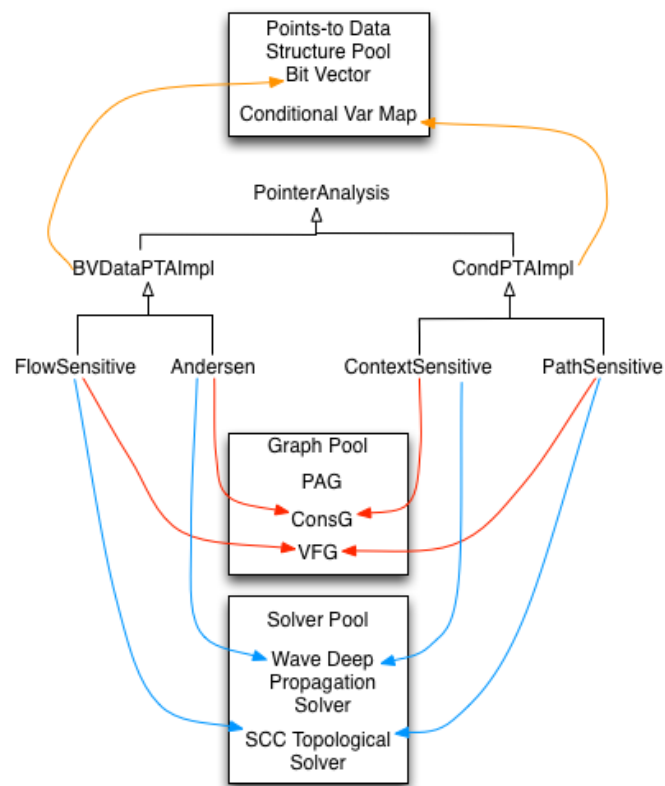 Points-to Data
Structure Pool
Bit Vector
Conditional Var Map
PointerAnalysis
BVDataPTAImpl
CondPTAImpl
FlowSensitive
Andersen
ContextSensitive
PathSensitive
Graph Pool
PAG
ConsG
VFG
Solver Pool
Wave Deep
Propagation
Solver
SCC Topological
Solver